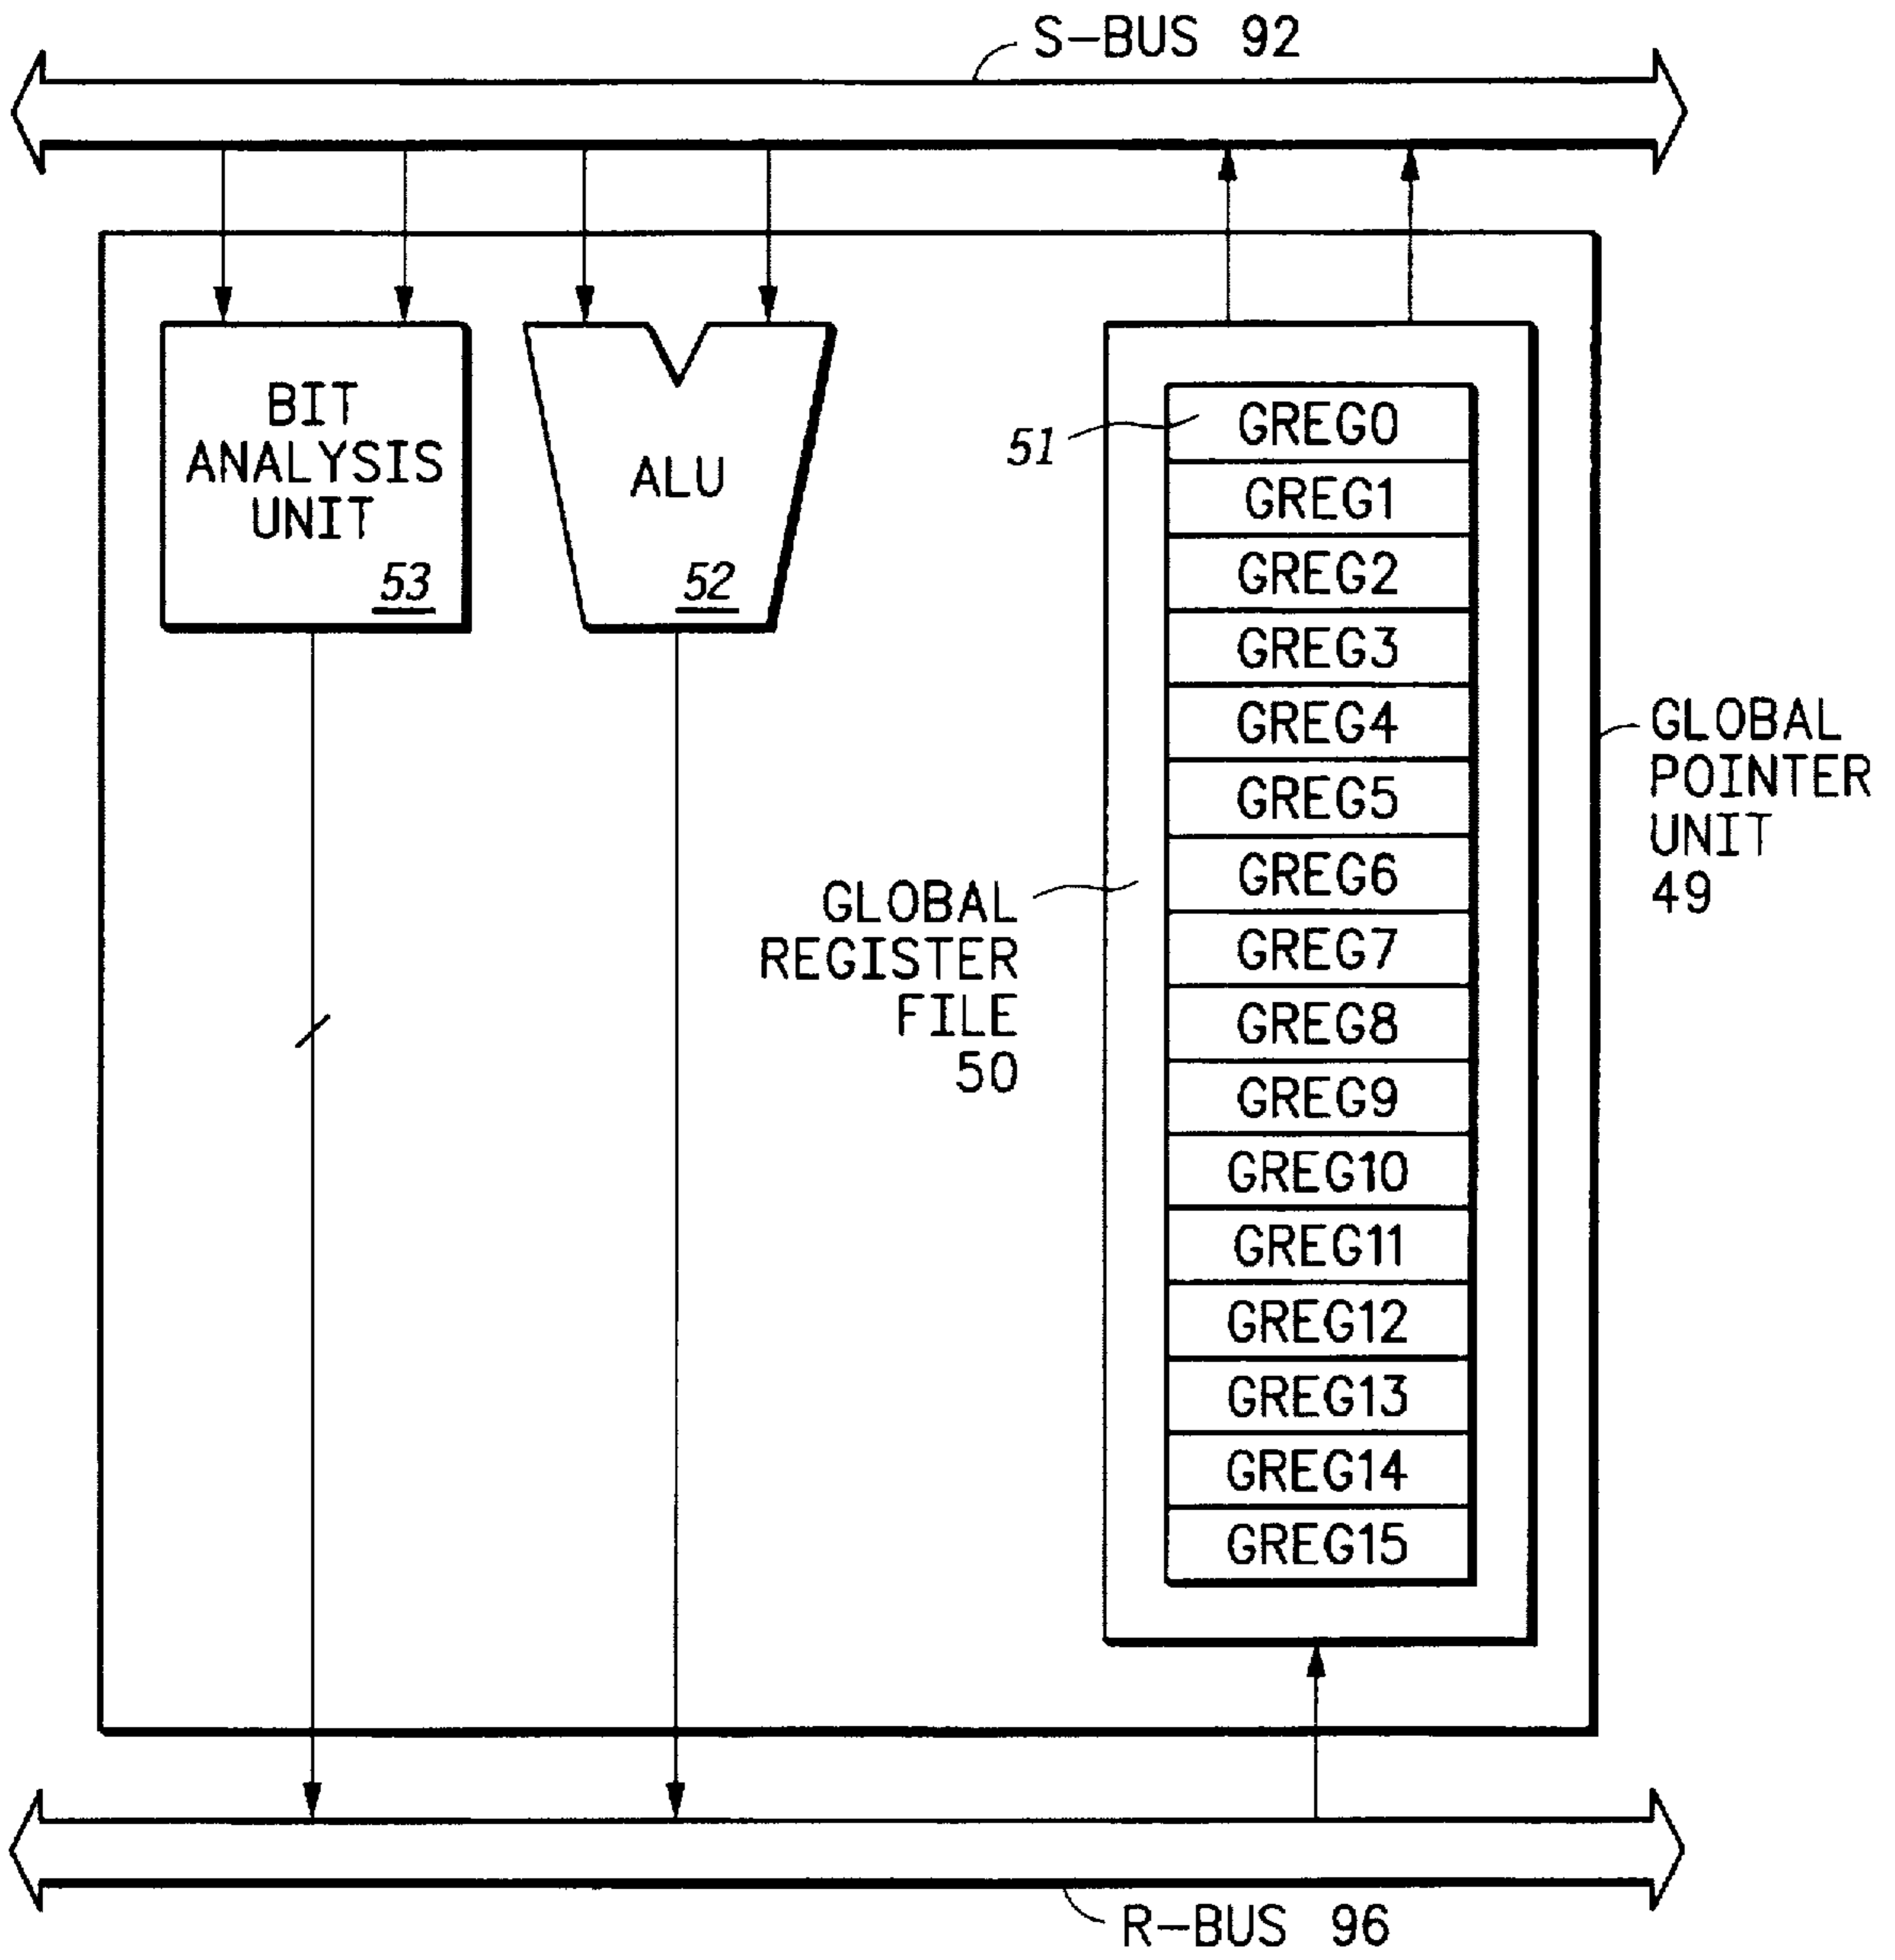 S-BUS 92
BIT
ANALYSIS
UNIT
53
ALU
52
51
GREG0
GREG1
GREG2
GREG3
GREG4
GREG5
GREG6
GREG7
GREG8
GREG9
GREG10
GREG11
GREG12
GREG13
GREG14
GREG15
GLOBAL
REGISTER
FILE
50
GLOBAL
POINTER
UNIT
49
R-BUS 96